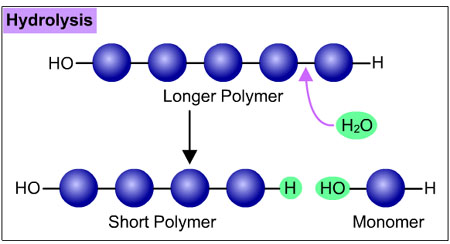 Hydrolysis
HO H
Longer Polymer
H₂O
HO H HO H
Short Polymer Monomer